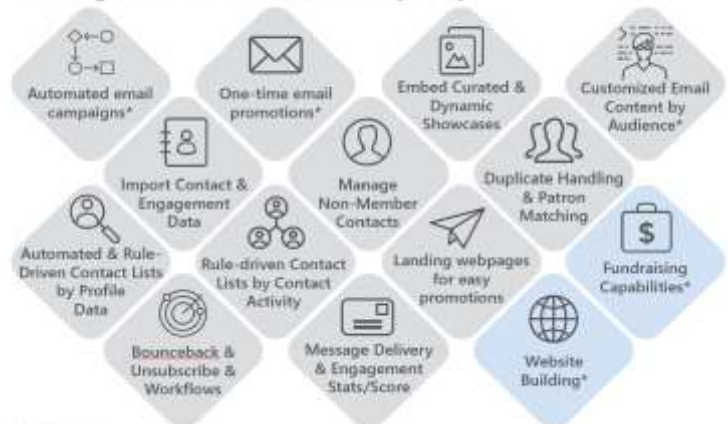 Automated email
campaigns*
One-time email
promotions*
Embed Curated &
Dynamic
Showcases
Customized Email
Content by
Audience*
Import Contact &
Engagement
Data
Manage
Non-Member
Contacts
Duplicate Handling
& Patron
Matching
Automated & Rule-
Driven Contact Lists
by Profile
Data
Rule-driven Contact
Lists by Contact
Activity
Landing webpages
for easy
promotions
$
Fundraising
Capabilities*
Bounceback &
Unsubscribe &
Workflows
Message Delivery
& Engagement
Stats/Score
Website
Building*